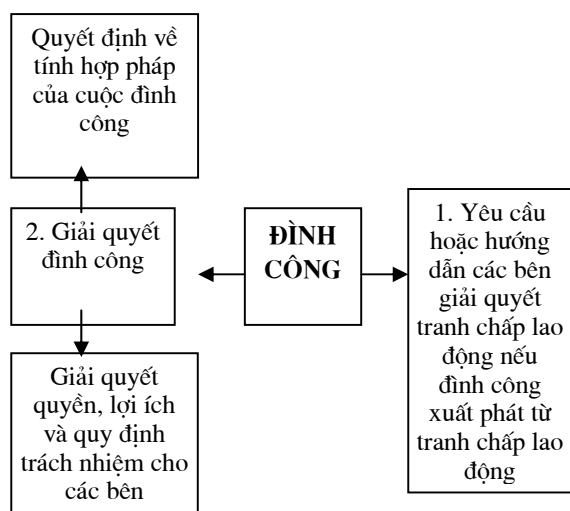 Quyết định về
tính hợp pháp
của cuộc đình
công
2. Giải quyết
đình công
ĐÌNH
CÔNG
1. Yêu cầu
hoặc hướng
dẫn các bên
giải quyết
tranh chấp lao
động nếu
đình công
xuất phát từ
tranh chấp lao
động
Giải quyết
quyền, lợi ích
và quy định
trách nhiệm cho
các bên